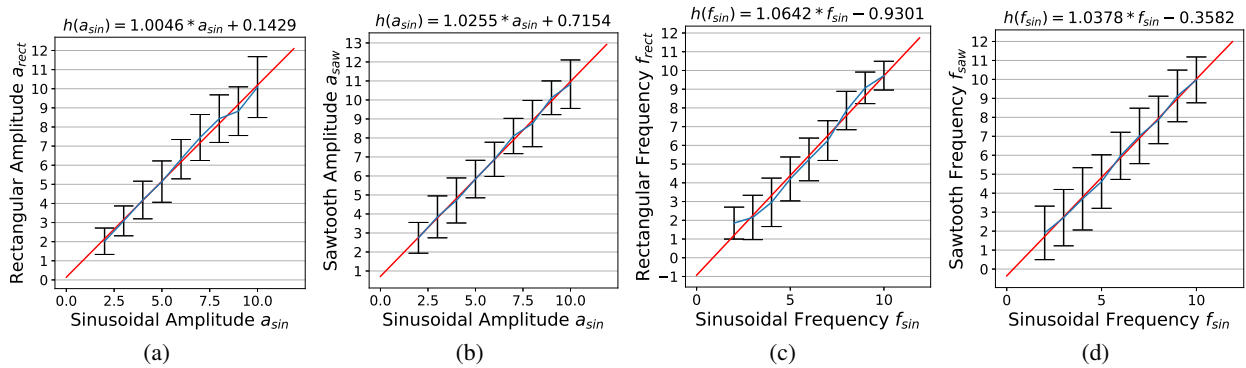 h(a_sin) = 1.0046 * a_sin + 0.1429
Rectangular Amplitude a_rect
12
11
10
9
8
7
6
5
4
3
2
1
0
0.0 2.5 5.0 7.5 10.0
Sinusoidal Amplitude a_sin
(a)
h(a_sin) = 1.0255 * a_sin + 0.7154
Sawtooth Amplitude a_saw
13
12
11
10
9
8
7
6
5
4
3
2
1
0.0 2.5 5.0 7.5 10.0
Sinusoidal Amplitude a_sin
(b)
h(f_sin) = 1.0642 * f_sin − 0.9301
Rectangular Frequency f_rect
12
11
10
9
8
7
6
5
4
3
2
1
0
−1
0 5 10
Sinusoidal Frequency f_sin
(c)
h(f_sin) = 1.0378 * f_sin − 0.3582
Sawtooth Frequency f_saw
12
11
10
9
8
7
6
5
4
3
2
1
0
0 5 10
Sinusoidal Frequency f_sin
(d)